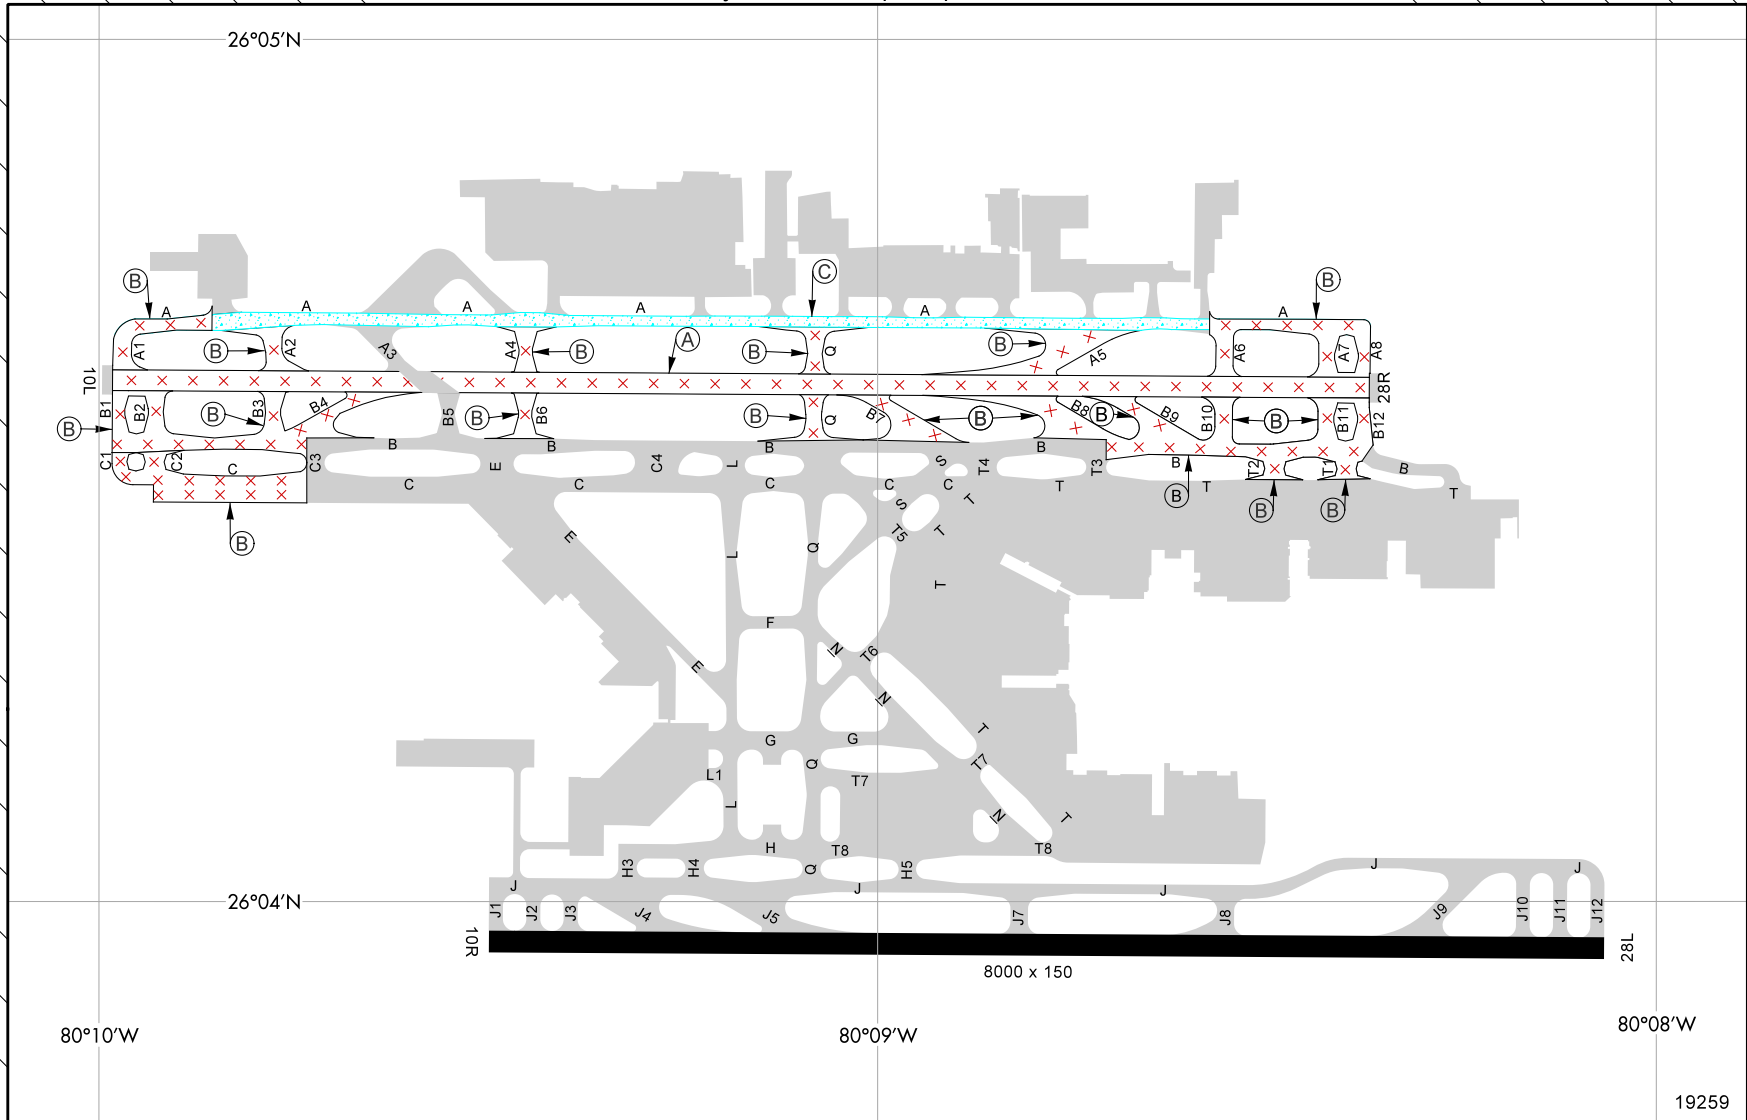 26°05′N
B
C
B
A
A
A
A
A
A
A1
B
A2
A3
A4
B
B
Q
A
B
A5
A6
A7
A8
10L
28R
B1
B2
B
B3
B4
B5
B
B6
B
Q
B7
B
B8
B
B9
B10
B
B11
B12
B
C1
C2
C
C3
B
E
B
C4
L
B
S
T4
B
T3
B
T2
T1
B
C
C
C
C
C
T
T
T
B
B
B
B
S
T
E
L
Q
T5
T
T
F
E
N
T6
N
T
G
G
L1
Q
T7
T7
L
N
T
H
T8
T8
H3
H4
Q
H5
J
J
J
J
J
J1
J2
J3
J4
J5
J7
J8
J9
J10
J11
J12
26°04′N
10R
28L
8000 x 150
80°10′W
80°09′W
80°08′W
19259